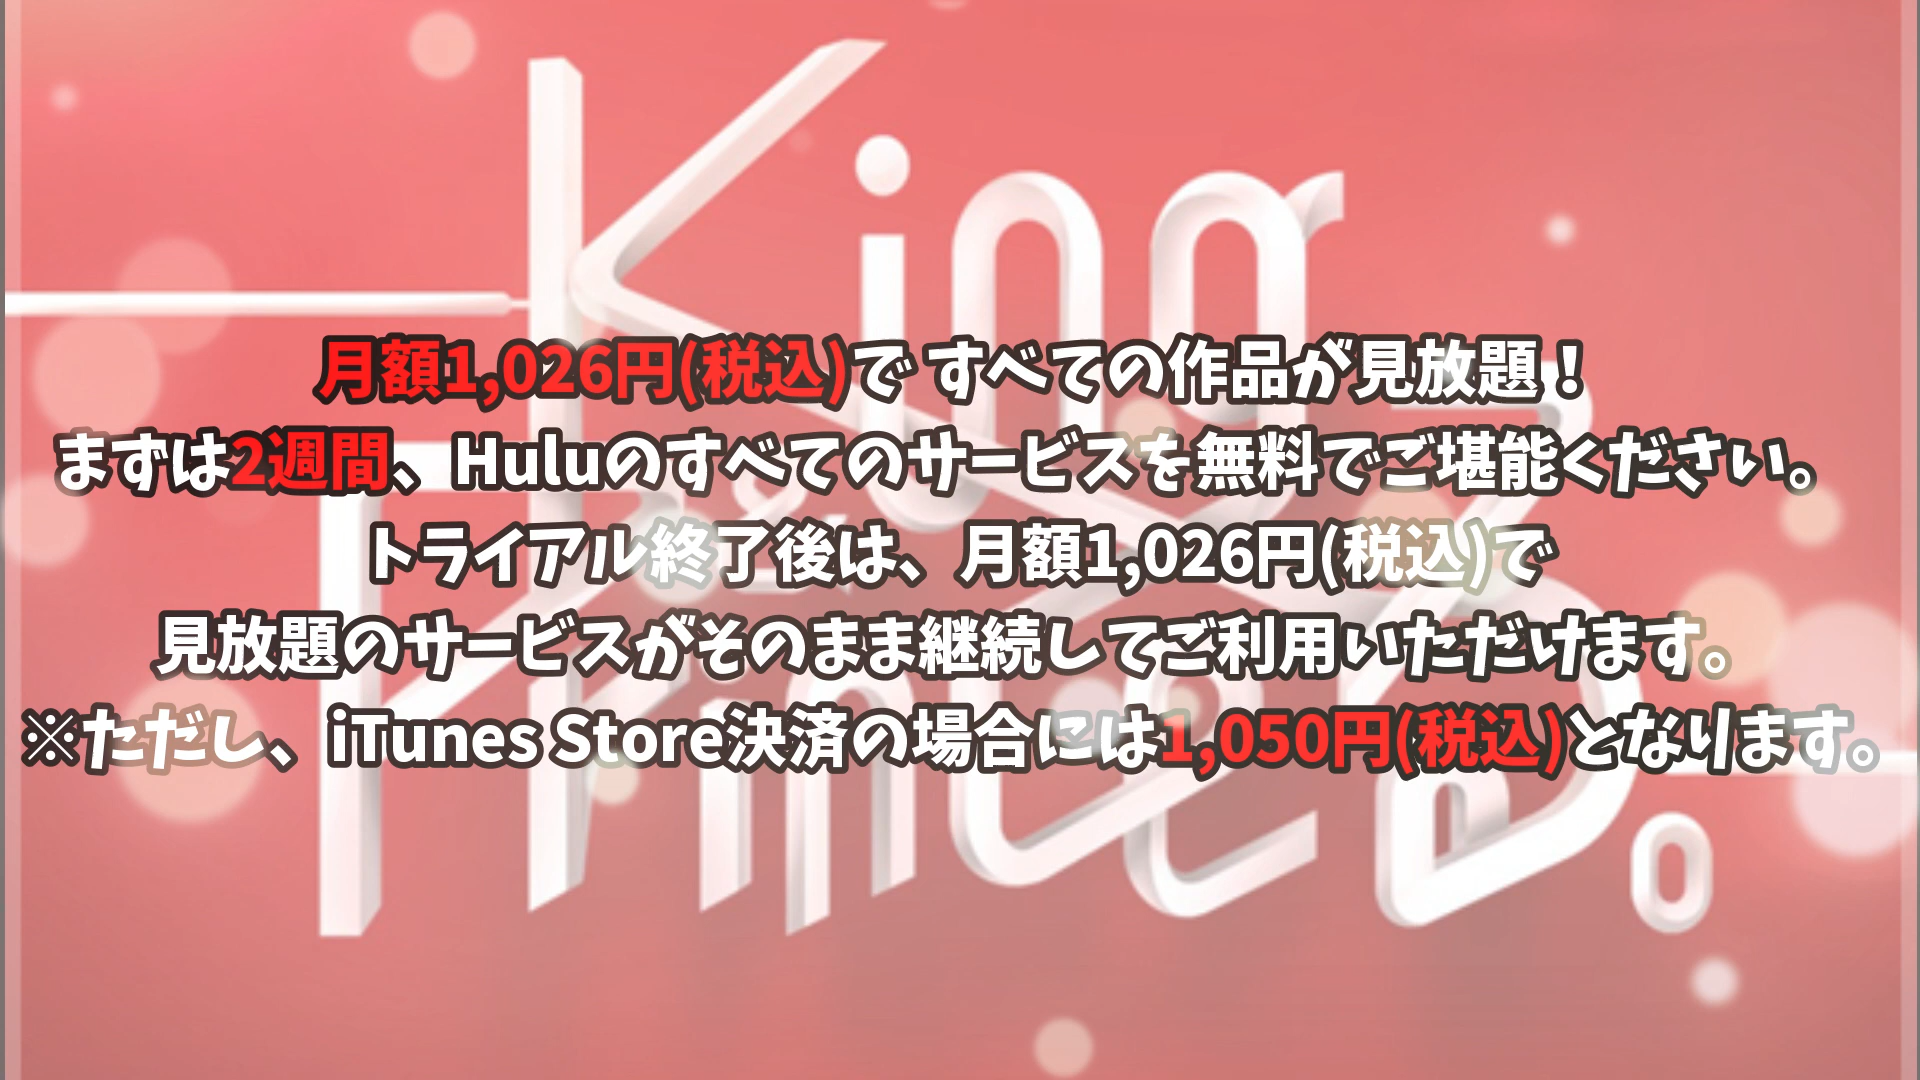 King
& Prince
月額1,026円(税込)で すべての作品が見放題！
まずは2週間、Huluのすべてのサービスを無料でご堪能ください。
トライアル終了後は、月額1,026円(税込)で
見放題のサービスがそのまま継続してご利用いただけます。
※ただし、iTunes Store決済の場合には1,050円(税込)となります。